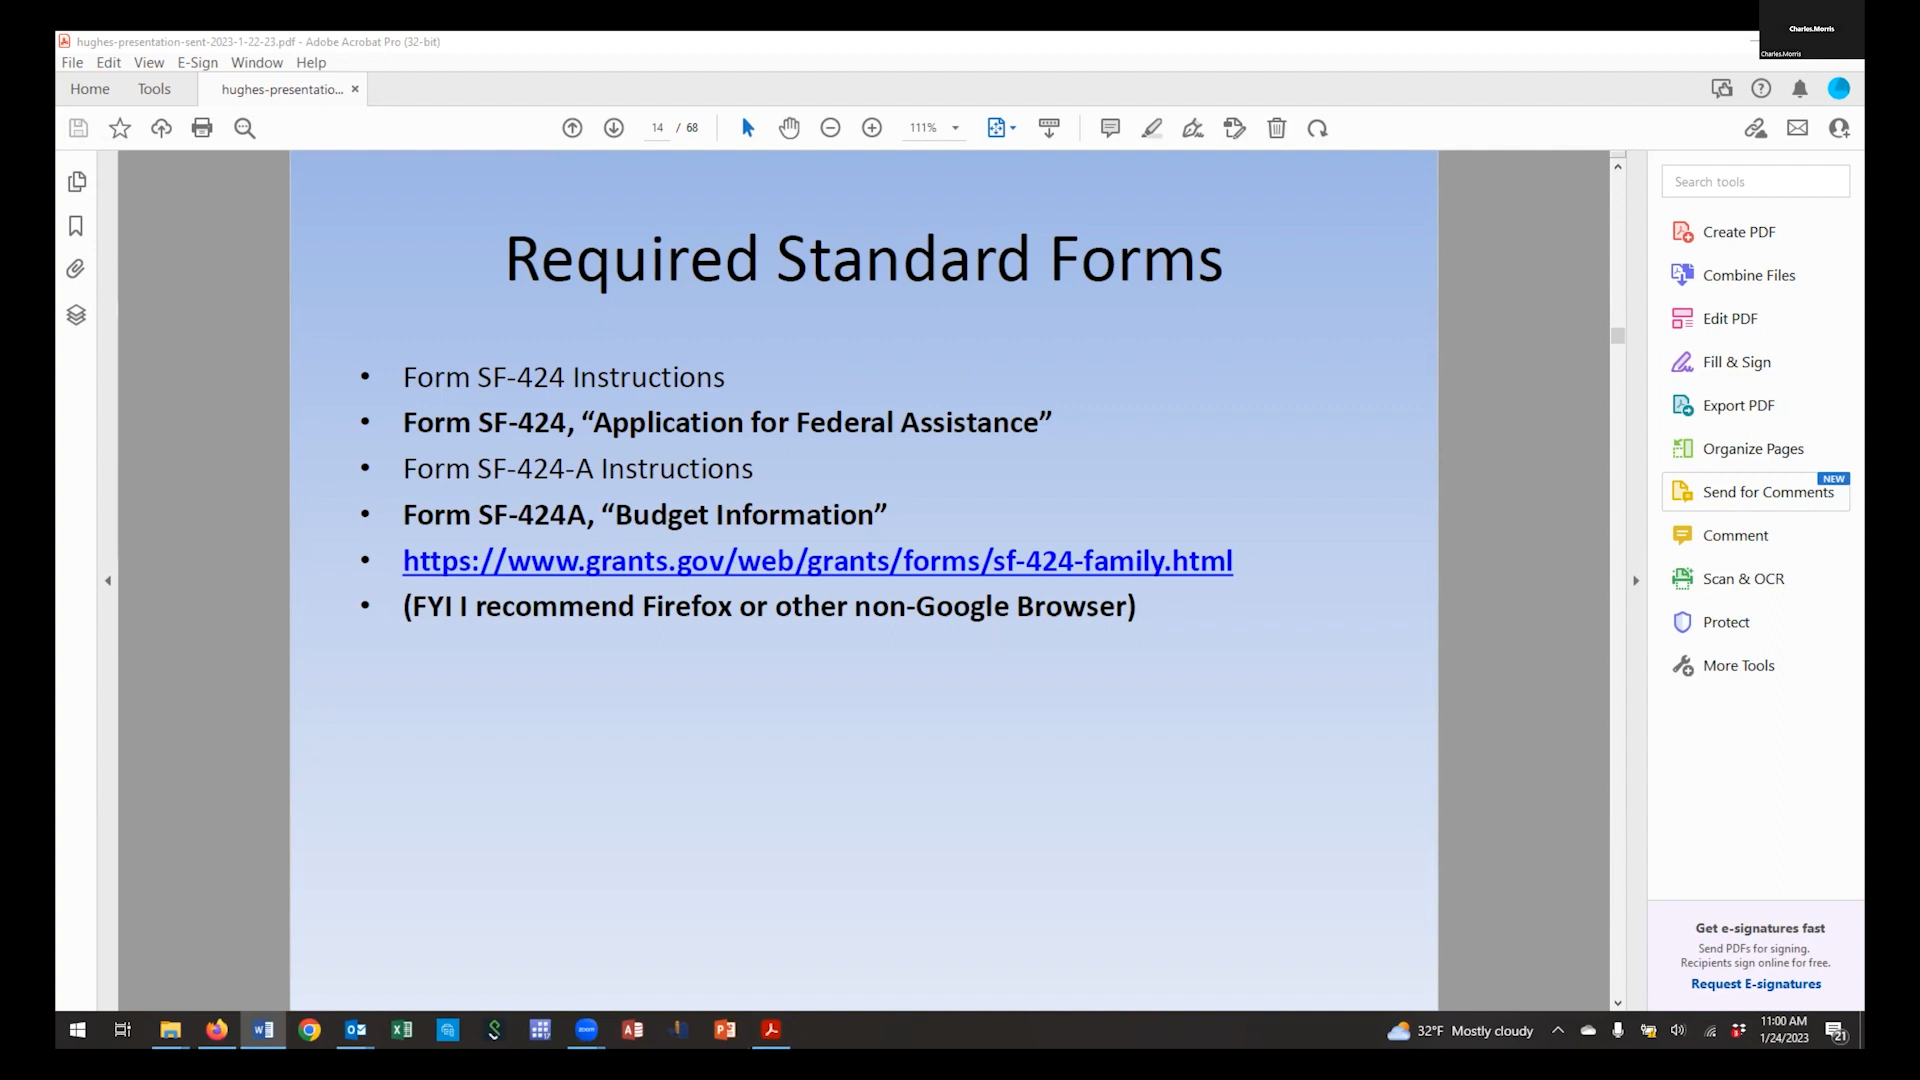 Charles.Morris
Charles.Morris
hughes-presentation-sent-2023-1-22-23.pdf - Adobe Acrobat Pro (32-bit)
File Edit View E-Sign Window Help
Home Tools hughes-presentatio... ×
14 / 68 111%
Search tools
Create PDF
Combine Files
Edit PDF
Fill & Sign
Export PDF
Organize Pages
NEW
Send for Comments
Comment
Scan & OCR
Protect
More Tools
Required Standard Forms
• Form SF-424 Instructions
• Form SF-424, “Application for Federal Assistance”
• Form SF-424-A Instructions
• Form SF-424A, “Budget Information”
• https://www.grants.gov/web/grants/forms/sf-424-family.html
• (FYI I recommend Firefox or other non-Google Browser)
Get e-signatures fast
Send PDFs for signing.
Recipients sign online for free.
Request E-signatures
32°F Mostly cloudy
11:00 AM
1/24/2023
21
zoom